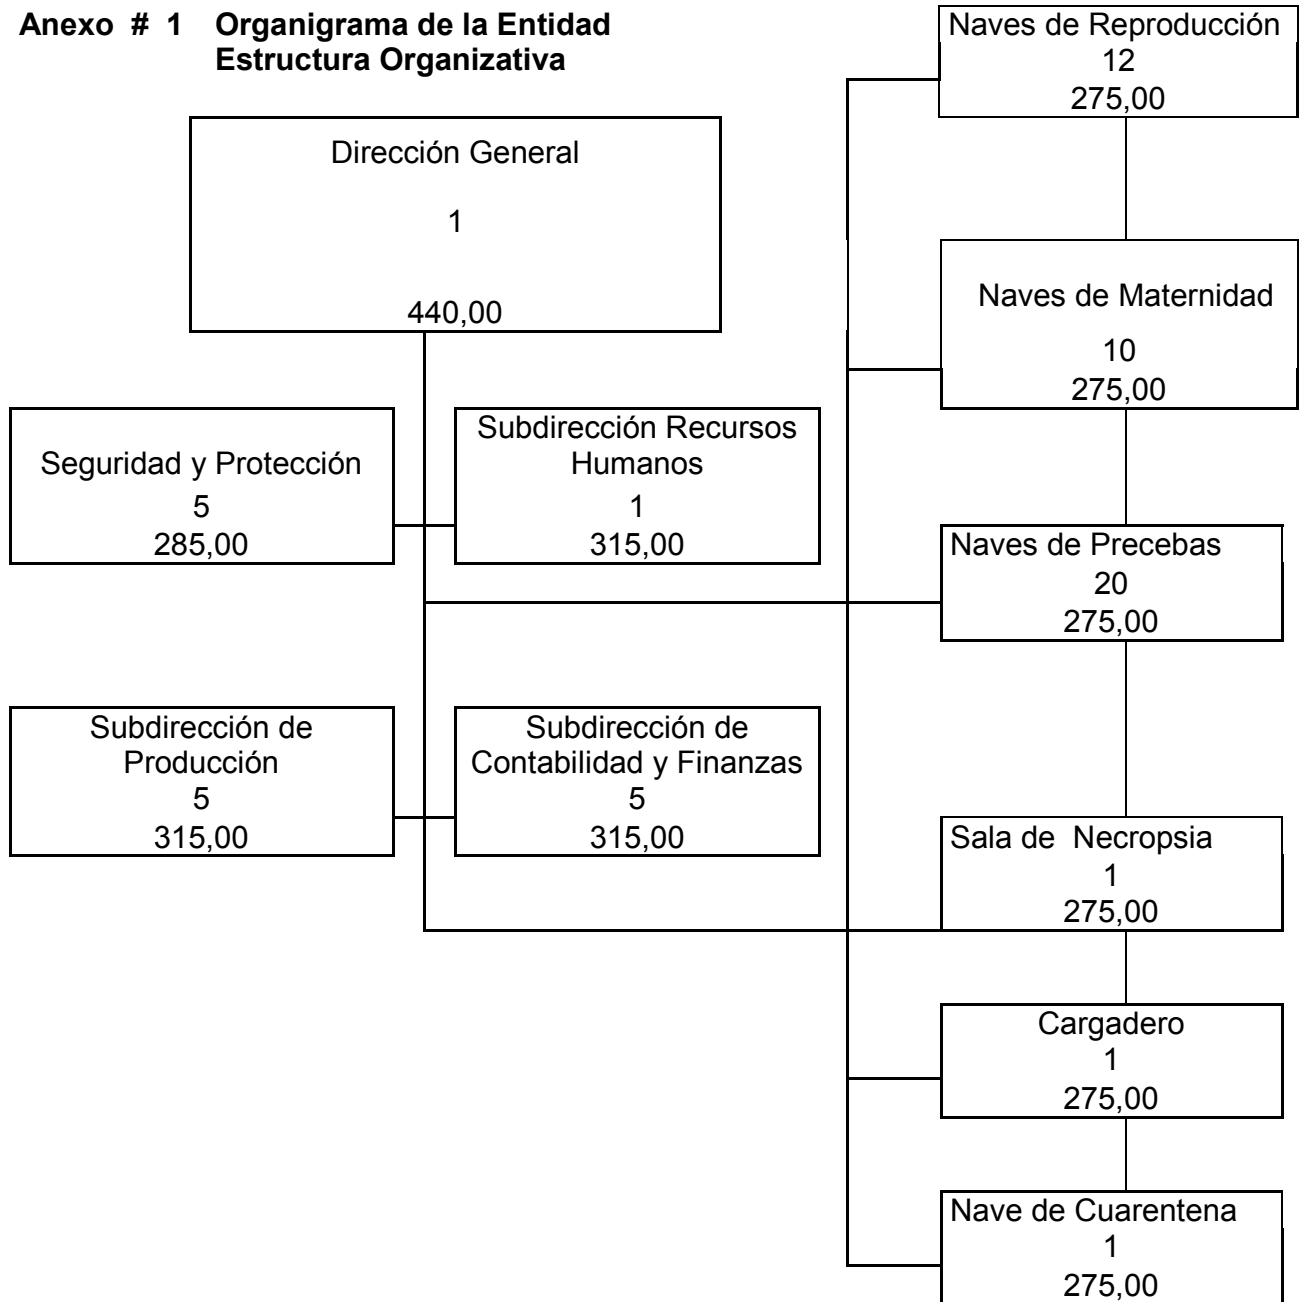 Anexo # 1 Organigrama de la Entidad
Estructura Organizativa
Dirección General
1
440,00
Seguridad y Protección
5
285,00
Subdirección Recursos
Humanos
1
315,00
Subdirección de
Producción
5
315,00
Subdirección de
Contabilidad y Finanzas
5
315,00
Naves de Reproducción
12
275,00
Naves de Maternidad
10
275,00
Naves de Precebas
20
275,00
Sala de Necropsia
1
275,00
Cargadero
1
275,00
Nave de Cuarentena
1
275,00